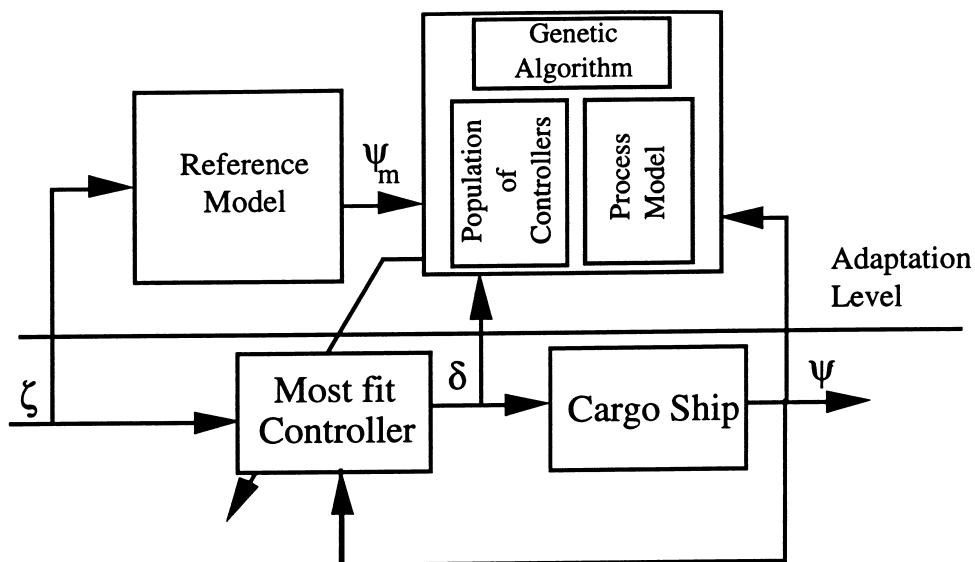 Genetic
Algorithm
Reference
Model
Ψm
Population
of
Controllers
Process
Model
Adaptation
Level
ζ
Most fit
Controller
δ
Cargo Ship
Ψ